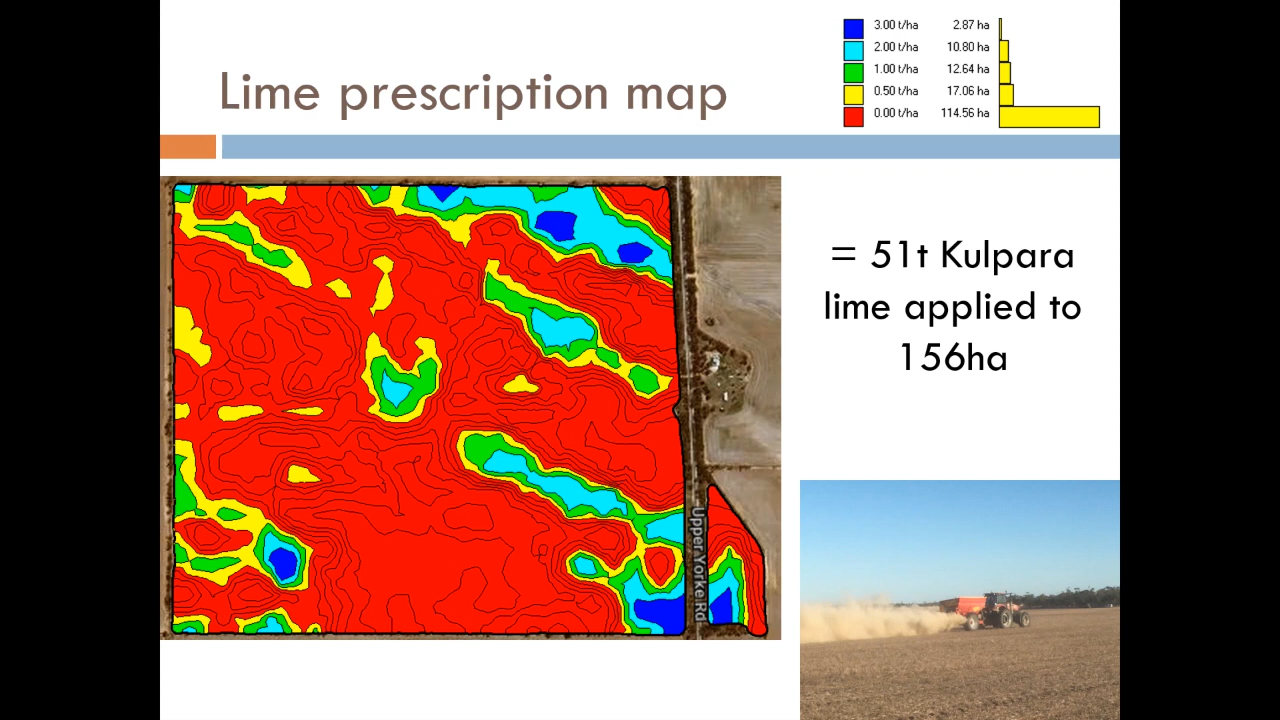 Lime prescription map
3.00 t/ha 2.87 ha
2.00 t/ha 10.80 ha
1.00 t/ha 12.64 ha
0.50 t/ha 17.06 ha
0.00 t/ha 114.56 ha
= 51t Kulpara
lime applied to
156ha
Upper Yorke Rd